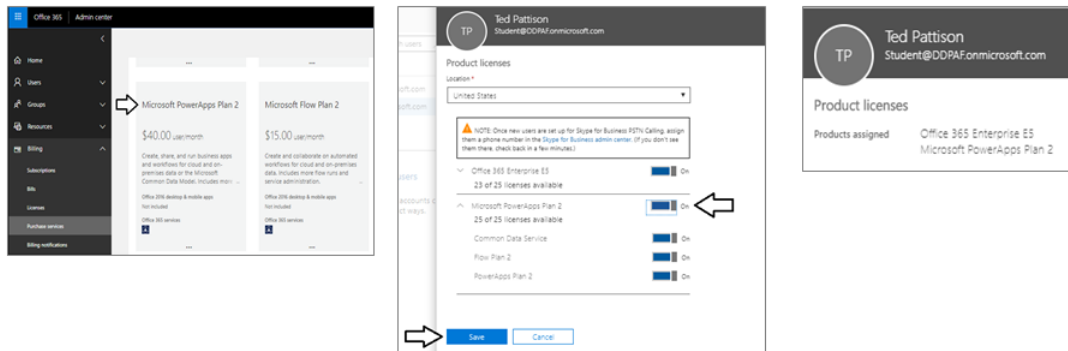 Office 365 Admin center
Home
Users
Groups
Resources
Billing
Subscriptions
Bills
Licenses
Purchase services
Billing notifications
Microsoft PowerApps Plan 2
$40.00 user/month
Create, share, and run business apps
and workflows for cloud and on-
premises data or the Microsoft
Common Data Model. Includes more ...
Office 2016 desktop & mobile apps
Not included
Office 365 services
Microsoft Flow Plan 2
$15.00 user/month
Create and collaborate on automated
workflows for cloud and on-premises
data. Includes more flow runs and
service administration.
Office 2016 desktop & mobile apps
Not included
Office 365 services
TP
Ted Pattison
Student@DDPAF.onmicrosoft.com
Product licenses
Location *
United States
NOTE: Once new users are set up for Skype for Business PSTN Calling, assign
them a phone number in the Skype for Business admin center. (If you don't see
them there, check back in a few minutes.)
Office 365 Enterprise E5 On
23 of 25 licenses available
Microsoft PowerApps Plan 2 On
25 of 25 licenses available
Common Data Service On
Flow Plan 2 On
PowerApps Plan 2 On
Save Cancel
TP
Ted Pattison
Student@DDPAF.onmicrosoft.com
Product licenses
Products assigned Office 365 Enterprise E5
Microsoft PowerApps Plan 2